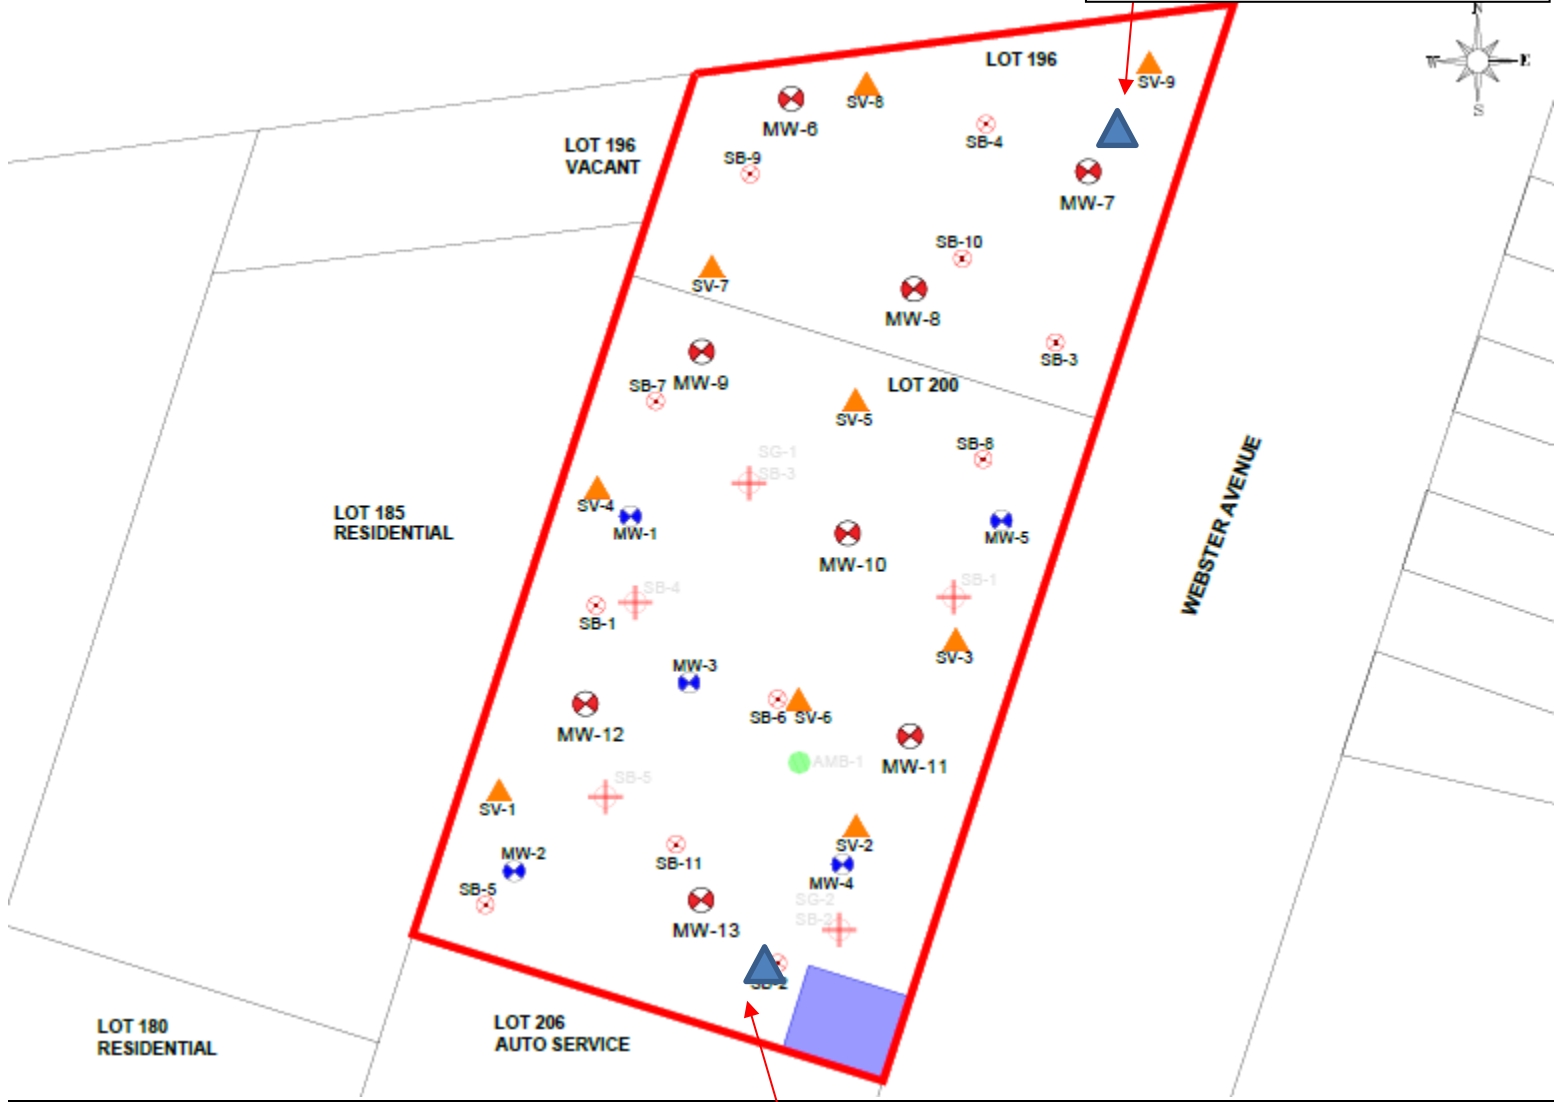 N
LOT 196
W
E
SV-9
SV-8
S
MW-6
SB-4
LOT 196
VACANT
SB-9
MW-7
SB-10
SV-7
MW-8
SB-3
SB-7
MW-9
LOT 200
SV-5
SB-8
SG-1
SB-3
SV-4
LOT 185
RESIDENTIAL
MW-1
MW-5
WEBSTER AVENUE
MW-10
SB-4
SB-1
SB-1
SV-3
MW-3
SB-6
SV-6
MW-12
AMB-1
MW-11
SB-5
SV-1
SV-2
MW-2
SB-11
MW-4
SB-5
SG-2
SB-2
MW-13
SB-2
LOT 180
RESIDENTIAL
LOT 206
AUTO SERVICE